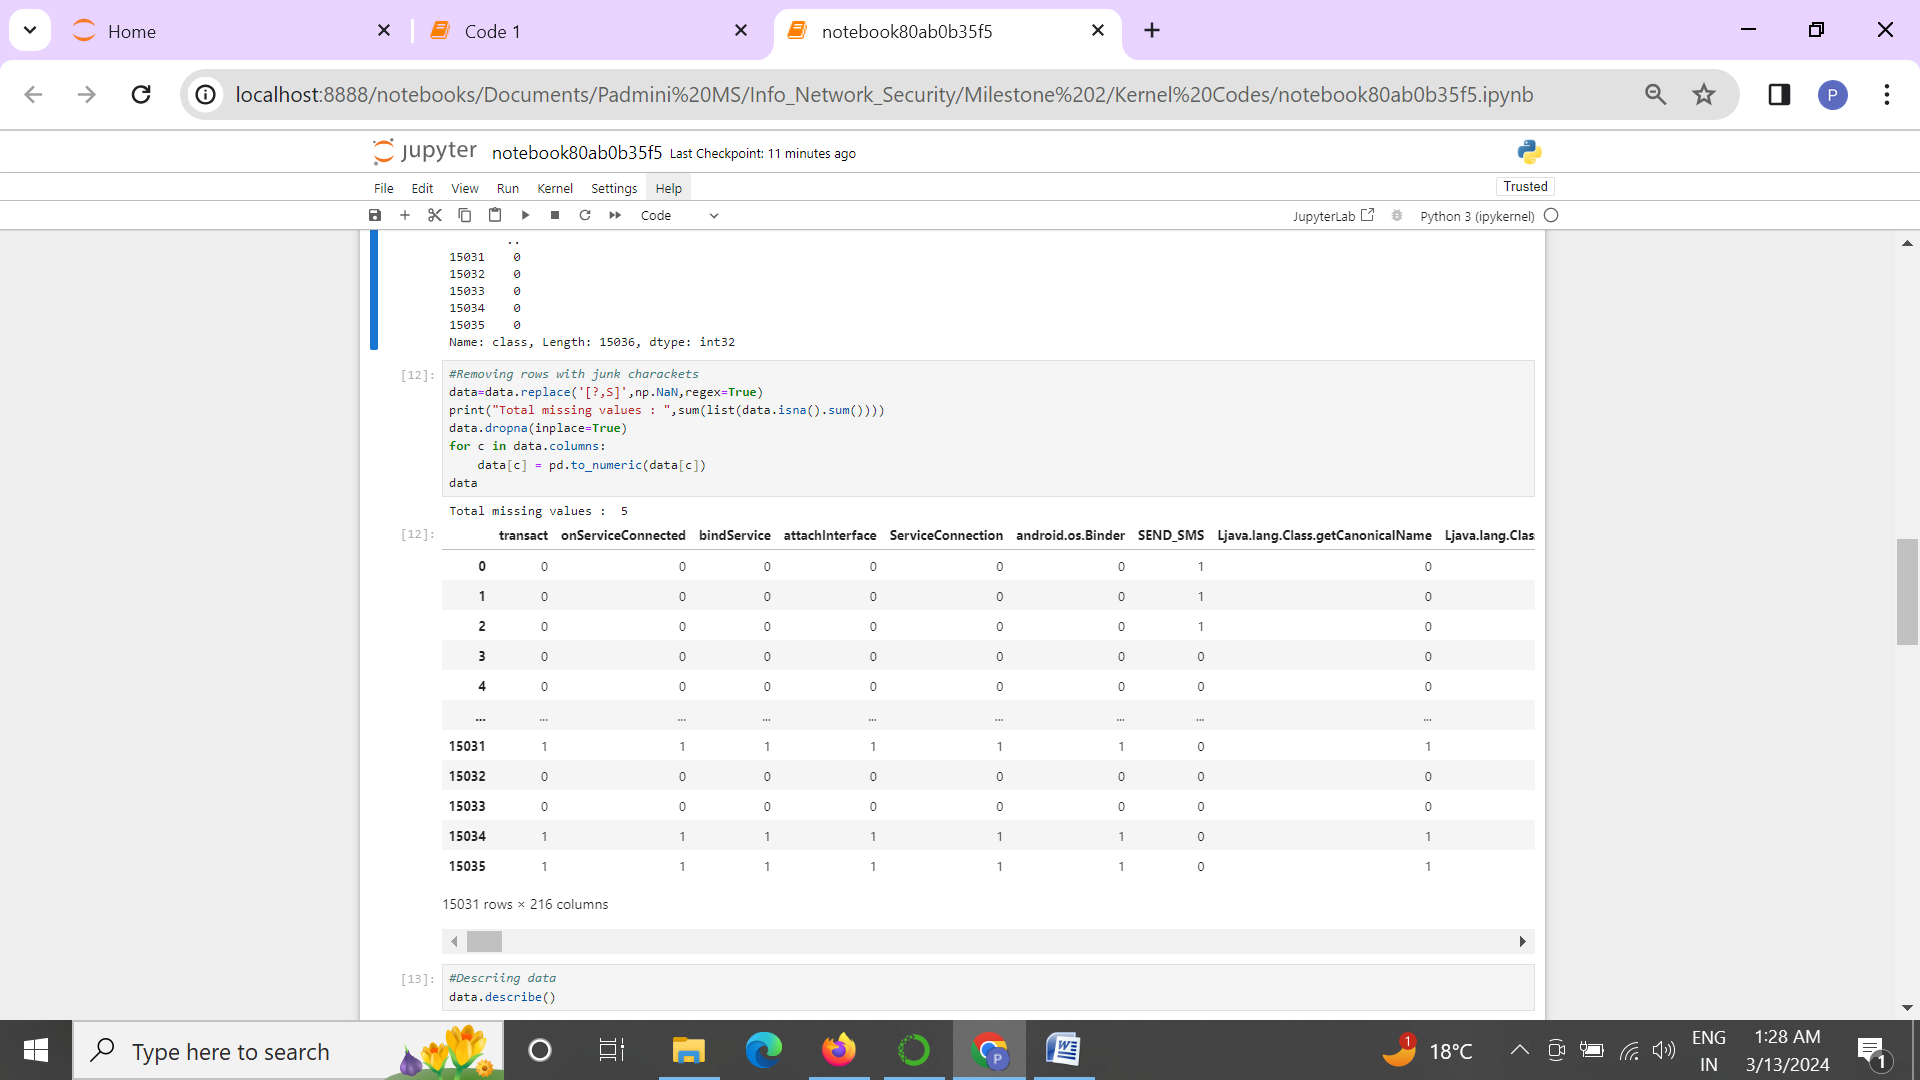 Home
Code 1
notebook80ab0b35f5
localhost:8888/notebooks/Documents/Padmini%20MS/Info_Network_Security/Milestone%202/Kernel%20Codes/notebook80ab0b35f5.ipynb
P
jupyter notebook80ab0b35f5 Last Checkpoint: 11 minutes ago
File Edit View Run Kernel Settings Help Trusted
Code JupyterLab Python 3 (ipykernel)
..
15031 0
15032 0
15033 0
15034 0
15035 0
Name: class, Length: 15036, dtype: int32
[12]: #Removing rows with junk charackets
data=data.replace('[?,S]',np.NaN,regex=True)
print("Total missing values : ",sum(list(data.isna().sum())))
data.dropna(inplace=True)
for c in data.columns:
    data[c] = pd.to_numeric(data[c])
data
Total missing values :  5
[12]: transact onServiceConnected bindService attachInterface ServiceConnection android.os.Binder SEND_SMS Ljava.lang.Class.getCanonicalName Ljava.lang.Clas
0 0 0 0 0 0 0 1 0
1 0 0 0 0 0 0 1 0
2 0 0 0 0 0 0 1 0
3 0 0 0 0 0 0 0 0
4 0 0 0 0 0 0 0 0
... ... ... ... ... ... ... ... ...
15031 1 1 1 1 1 1 0 1
15032 0 0 0 0 0 0 0 0
15033 0 0 0 0 0 0 0 0
15034 1 1 1 1 1 1 0 1
15035 1 1 1 1 1 1 0 1
15031 rows × 216 columns
[13]: #Descriing data
data.describe()
Type here to search
P
W
1
18°C
ENG
IN
1:28 AM
3/13/2024
1